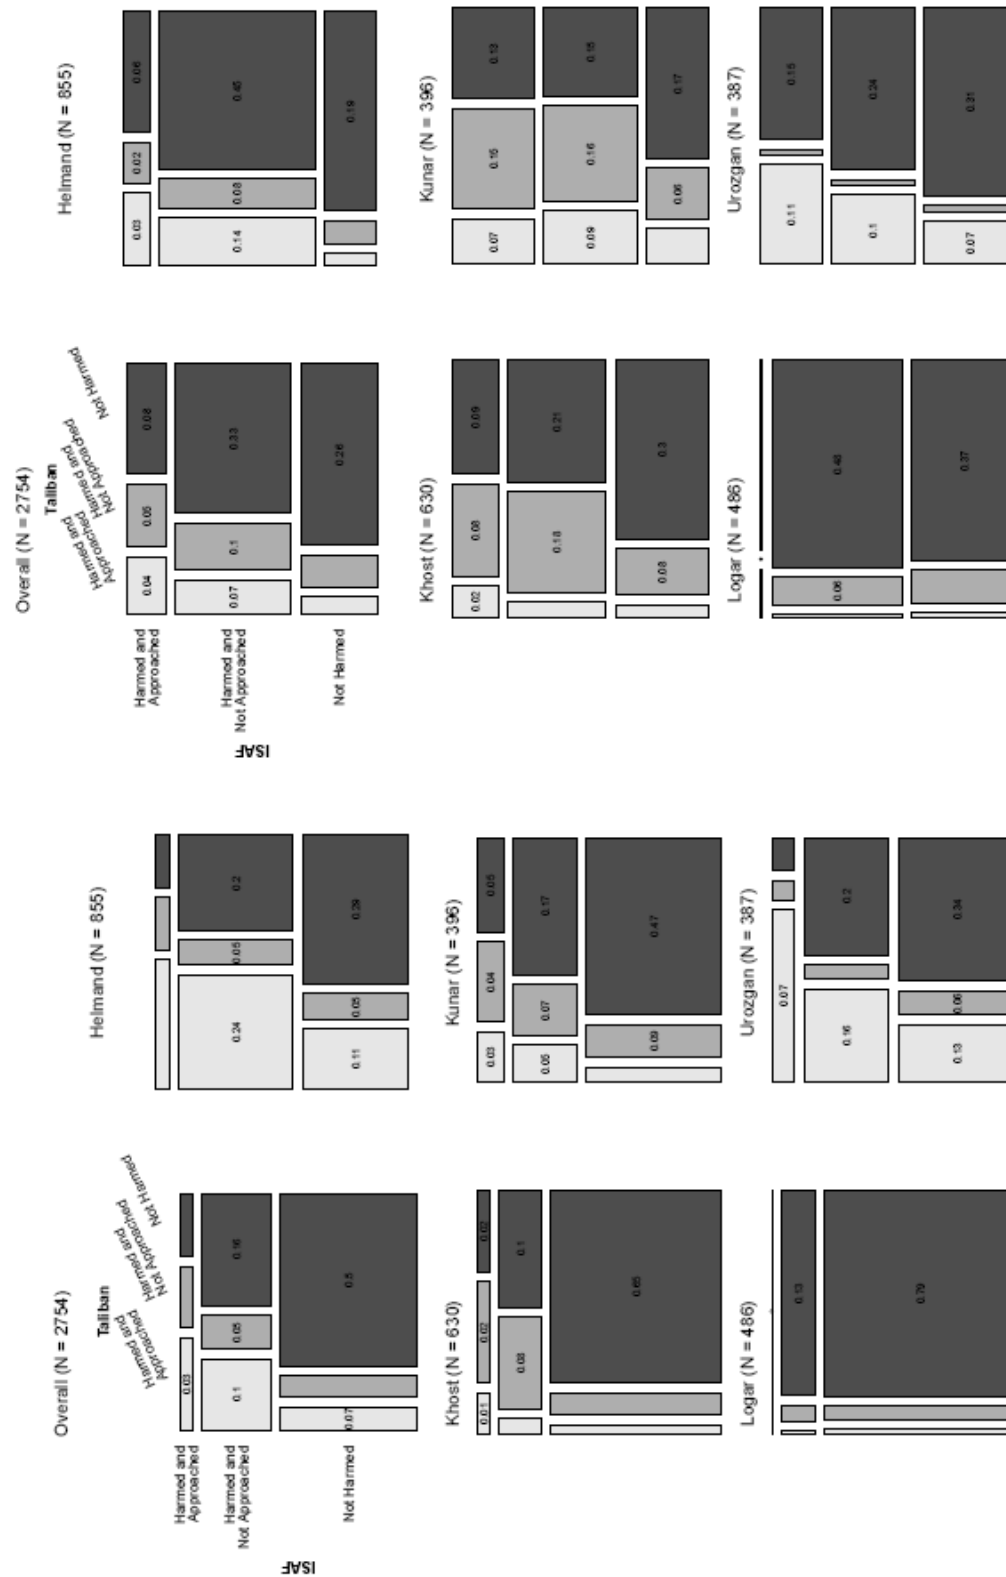 Overall (N = 2754)
Taliban
Harmed and
Approached
Harmed and
Not Approached
Not Harmed
ISAF
Harmed and
Approached
Harmed and
Not Approached
Not Harmed
0.04
0.05
0.08
0.07
0.1
0.33
0.26
Helmand (N = 855)
0.03
0.02
0.06
0.14
0.08
0.45
0.19
Khost (N = 630)
0.02
0.08
0.09
0.18
0.21
0.08
0.3
Kunar (N = 396)
0.07
0.15
0.13
0.09
0.16
0.15
0.06
0.17
Logar (N = 486)
0.06
0.48
0.37
Urozgan (N = 387)
0.11
0.15
0.1
0.24
0.07
0.31
Overall (N = 2754)
Taliban
Harmed and
Approached
Harmed and
Not Approached
Not Harmed
ISAF
Harmed and
Approached
Harmed and
Not Approached
Not Harmed
0.03
0.1
0.05
0.16
0.07
0.5
Helmand (N = 855)
0.24
0.05
0.2
0.11
0.05
0.29
Khost (N = 630)
0.01
0.02
0.02
0.08
0.1
0.65
Kunar (N = 396)
0.03
0.04
0.05
0.05
0.07
0.17
0.09
0.47
Logar (N = 486)
0.13
0.79
Urozgan (N = 387)
0.07
0.16
0.2
0.13
0.06
0.34